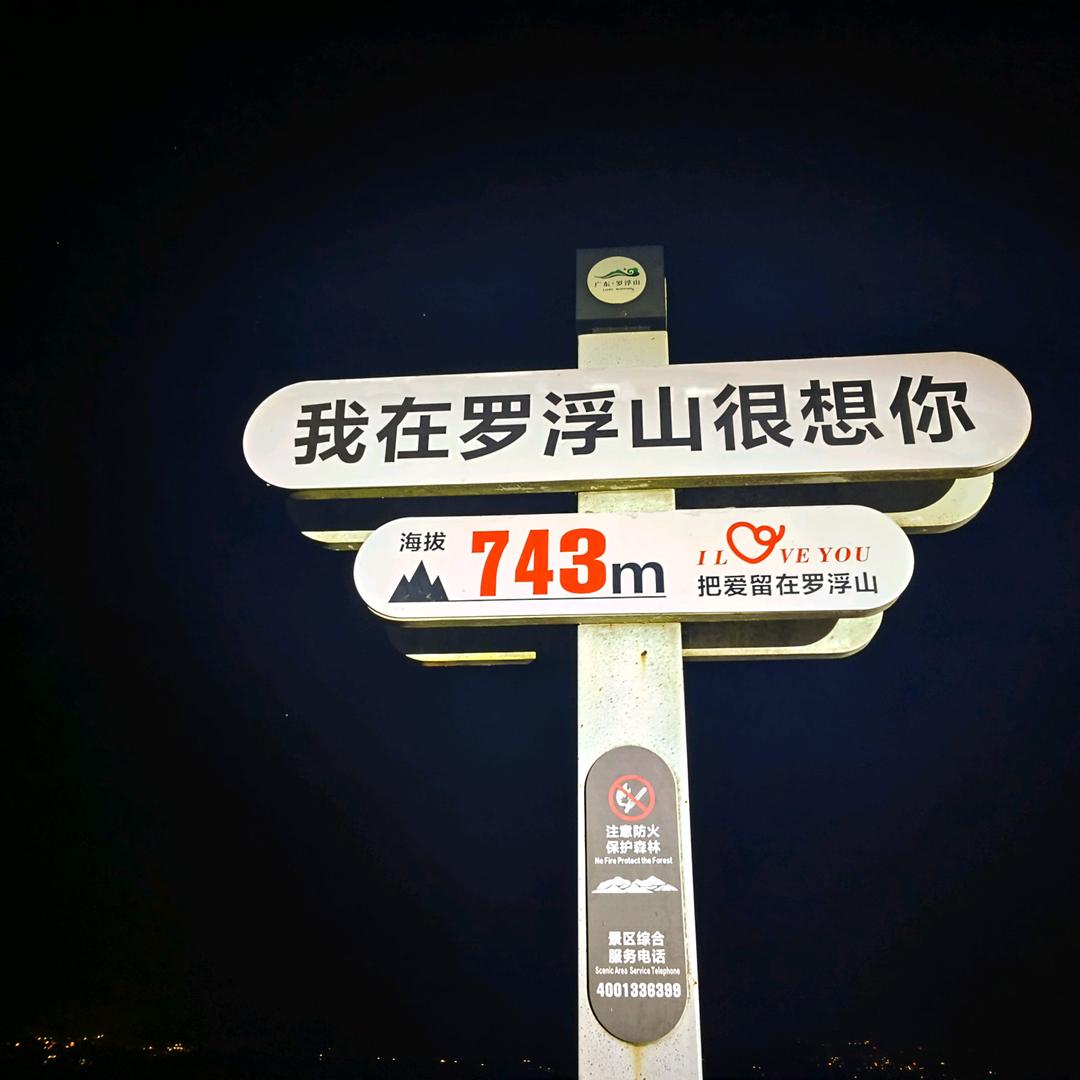 广东·罗浮山
我在罗浮山很想你
海拔
743m
I LOVE YOU
把爱留在罗浮山
注意防火
保护森林
No Fire Protect the Forest
景区综合
服务电话
Scenic Area Service Telephone
4001336399